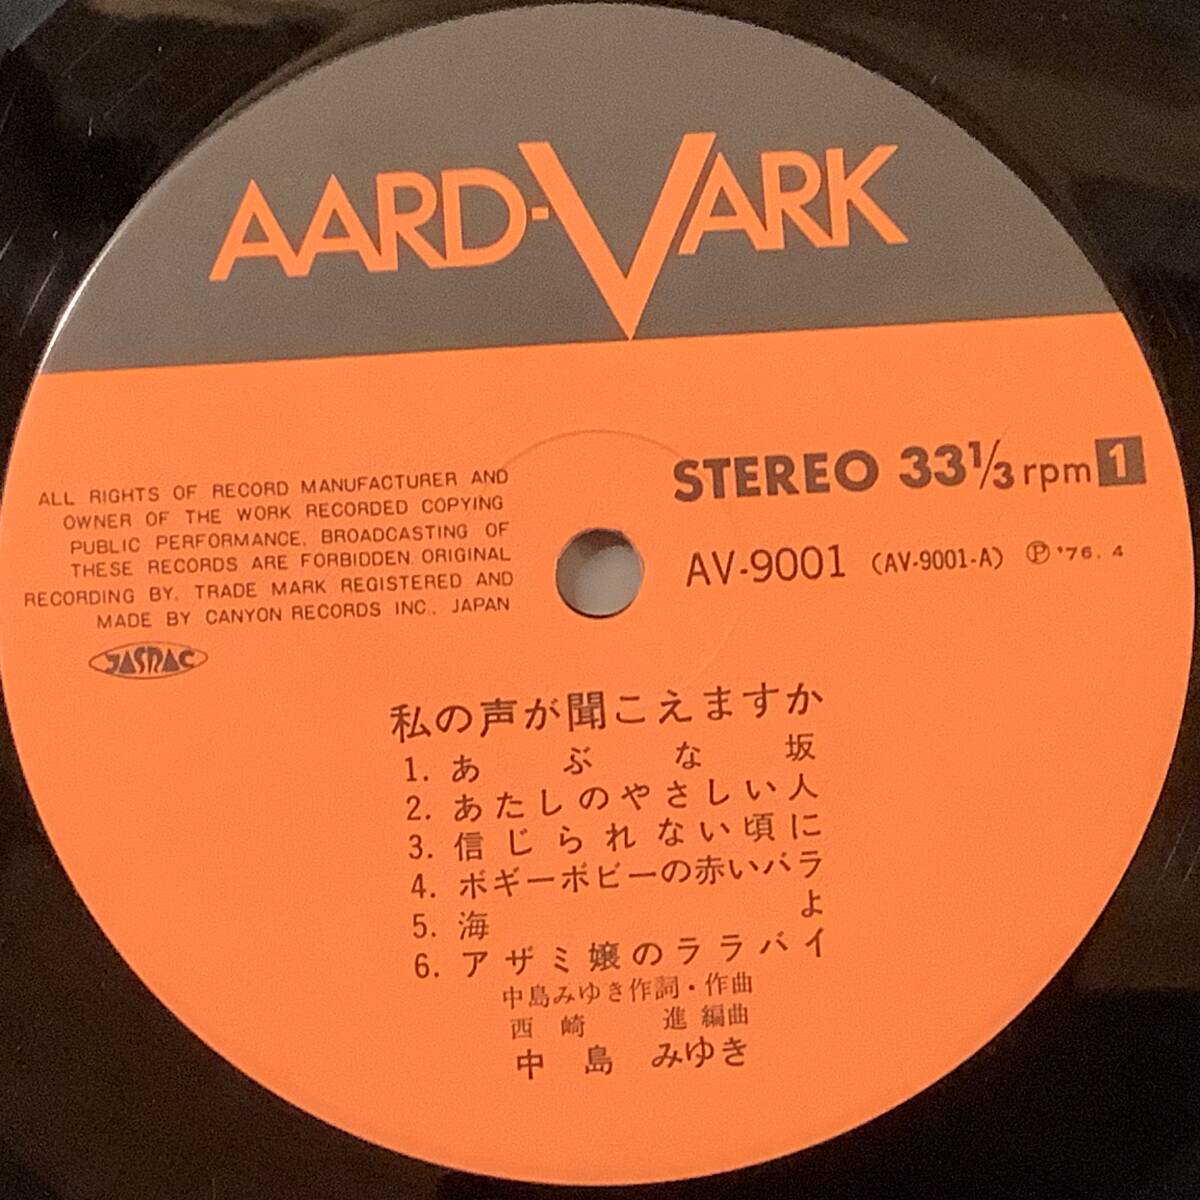 AARD-VARK
STEREO 33 1/3 rpm 1
AV-9001 (AV-9001-A) Ⓟ '76. 4
ALL RIGHTS OF RECORD MANUFACTURER AND
OWNER OF THE WORK RECORDED COPYING
PUBLIC PERFORMANCE, BROADCASTING OF
THESE RECORDS ARE FORBIDDEN. ORIGINAL
RECORDING BY, TRADE MARK REGISTERED AND
MADE BY CANYON RECORDS INC., JAPAN
JASRAC
私の声が聞こえますか
1. あぶな坂
2. あたしのやさしい人
3. 信じられない頃に
4. ボギーボビーの赤いバラ
5. 海よ
6. アザミ嬢のララバイ
中島みゆき作詞・作曲
西崎 進 編曲
中島 みゆき